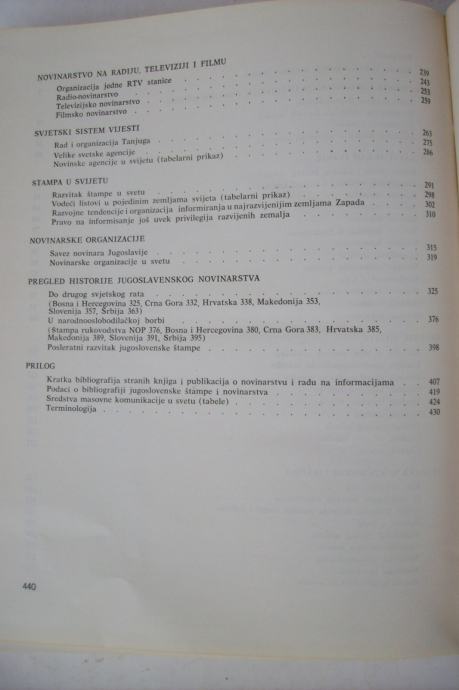 NOVINARSTVO NA RADIJU, TELEVIZIJI I FILMU
Organizacija jedne RTV stanice . . . 239
Radio-novinarstvo . . . 243
Televizijsko novinarstvo . . . 253
Filmsko novinarstvo . . . 259
SVJETSKI SISTEM VIJESTI
Rad i organizacija Tanjuga . . . 263
Velike svetske agencije . . . 275
Novinske agencije u svijetu (tabelarni prikaz) . . . 286
ŠTAMPA U SVIJETU
Razvitak štampe u svetu . . . 291
Vodeći listovi u pojedinim zemljama svijeta (tabelarni prikaz) . . . 298
Razvojne tendencije i organizacija informiranja u najrazvijenijim zemljama Zapada . . . 302
Pravo na informisanje još uvek privilegija razvijenih zemalja . . . 310
NOVINARSKE ORGANIZACIJE
Savez novinara Jugoslavije . . . 315
Novinarske organizacije u svetu . . . 319
PREGLED HISTORIJE JUGOSLAVENSKOG NOVINARSTVA
Do drugog svjetskog rata . . . 325
(Bosna i Hercegovina 325, Crna Gora 332, Hrvatska 338, Makedonija 353,
Slovenija 357, Srbija 363)
U narodnooslobodilačkoj borbi . . . 376
(Štampa rukovodstva NOP 376, Bosna i Hercegovina 380, Crna Gora 383, Hrvatska 385,
Makedonija 389, Slovenija 391, Srbija 395)
Posleratni razvitak jugoslovenske štampe . . . 398
PRILOG
Kratka bibliografija stranih knjiga i publikacija o novinarstvu i radu na informacijama . . 407
Podaci o bibliografiji jugoslovenske štampe i novinarstva . . . 419
Sredstva masovne komunikacije u svetu (tabele) . . . 424
Terminologija . . . 430
440